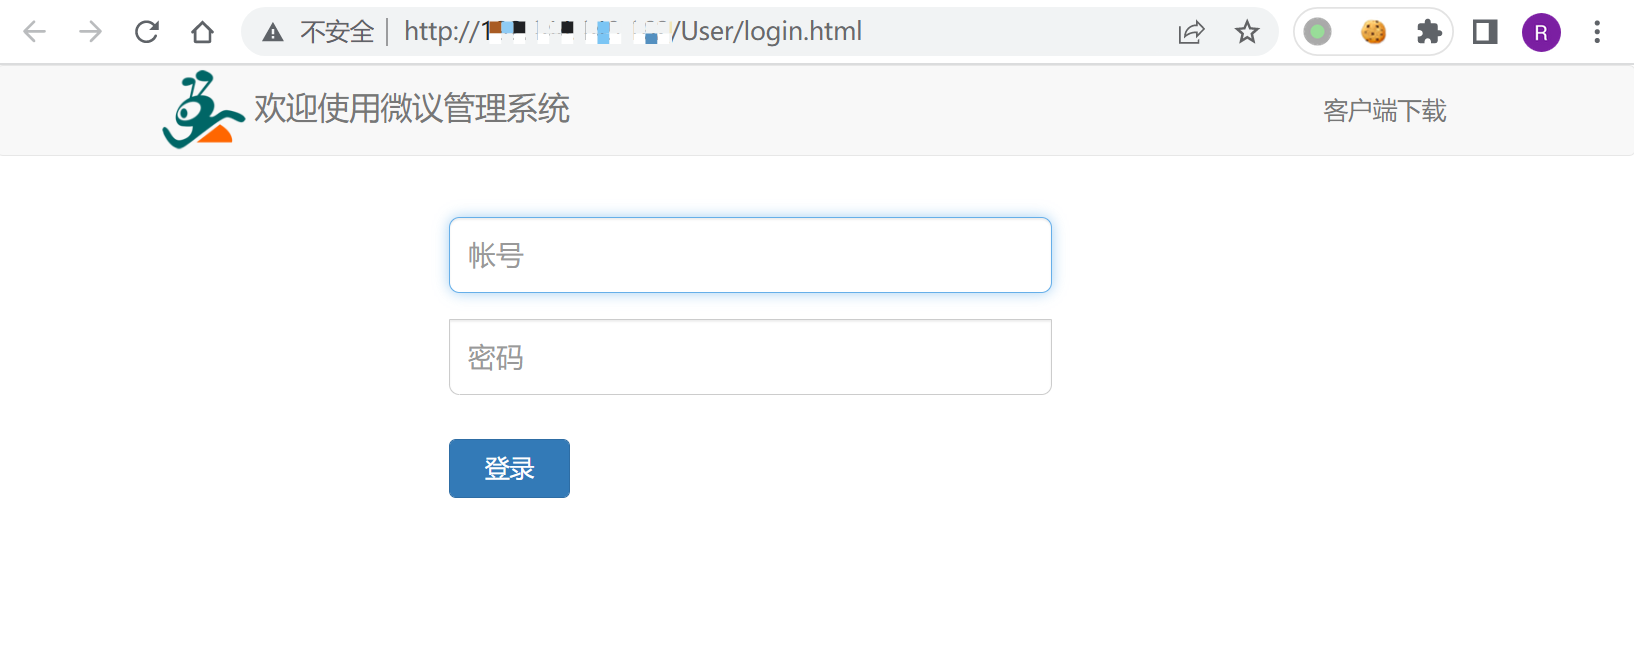 不安全 http://1 /User/login.html
R
欢迎使用微议管理系统
客户端下载
帐号
密码
登录